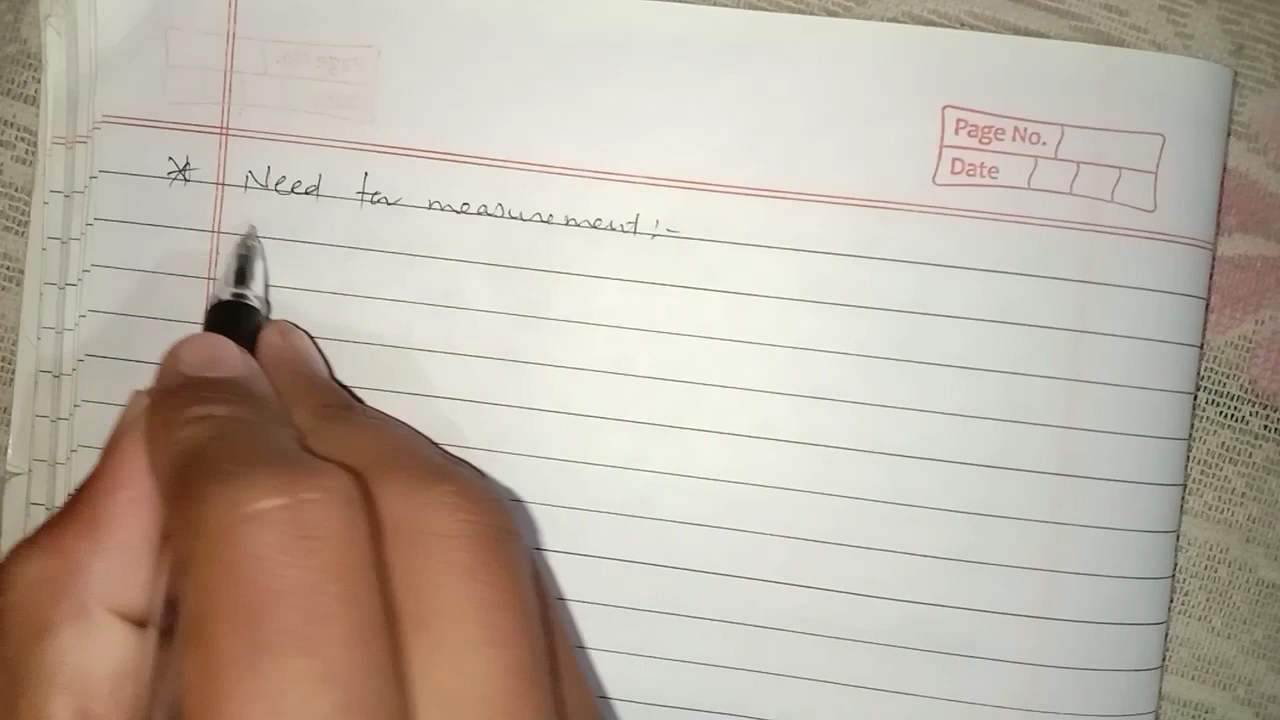 Page No.
Date
* Need for measurement :-